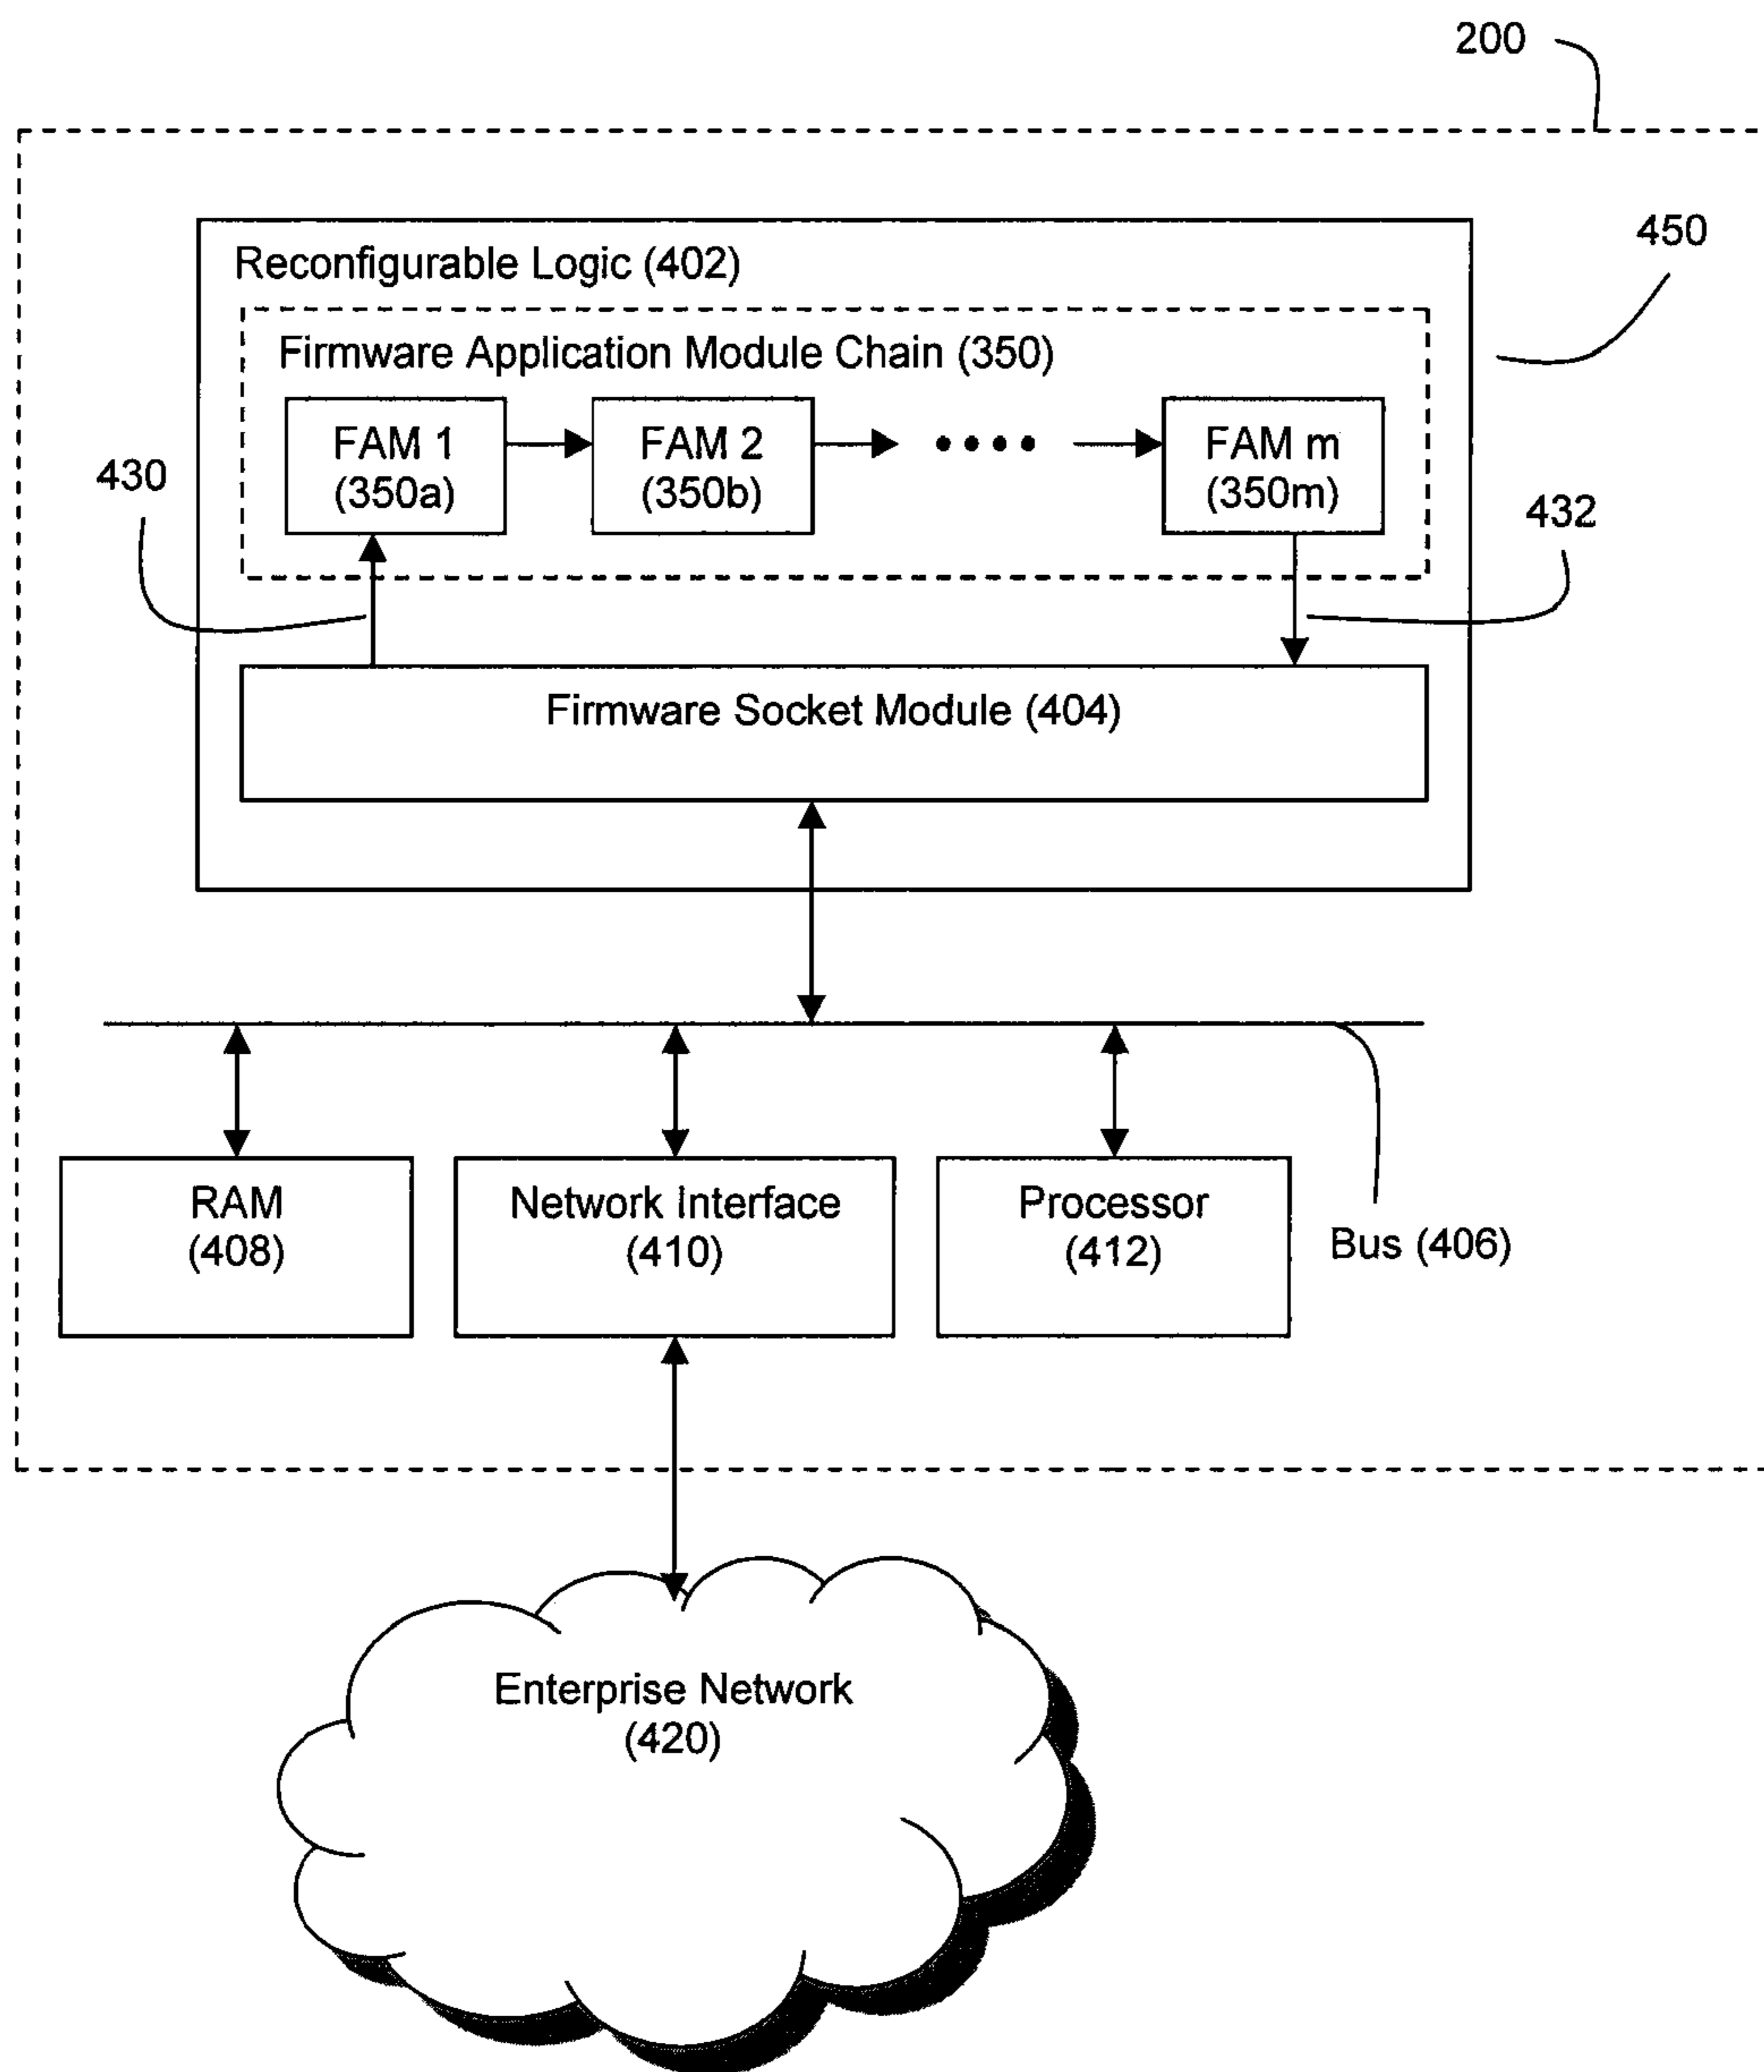 200
450
Reconfigurable Logic (402)
Firmware Application Module Chain (350)
FAM 1
(350a)
FAM 2
(350b)
FAM m
(350m)
430
432
Firmware Socket Module (404)
RAM
(408)
Network Interface
(410)
Processor
(412)
Bus (406)
Enterprise Network
(420)